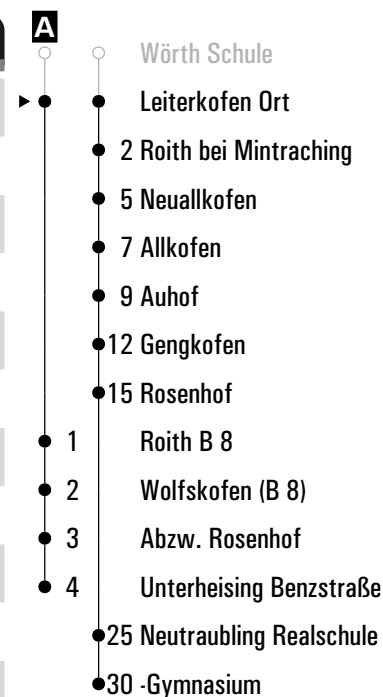 A
Wörth Schule
Leiterkofen Ort
2 Roith bei Mintraching
5 Neuallkofen
7 Allkofen
9 Auhof
12 Gengkofen
15 Rosenhof
1 Roith B 8
2 Wolfskofen (B 8)
3 Abzw. Rosenhof
4 Unterheising Benzstraße
25 Neutraubling Realschule
30 -Gymnasium